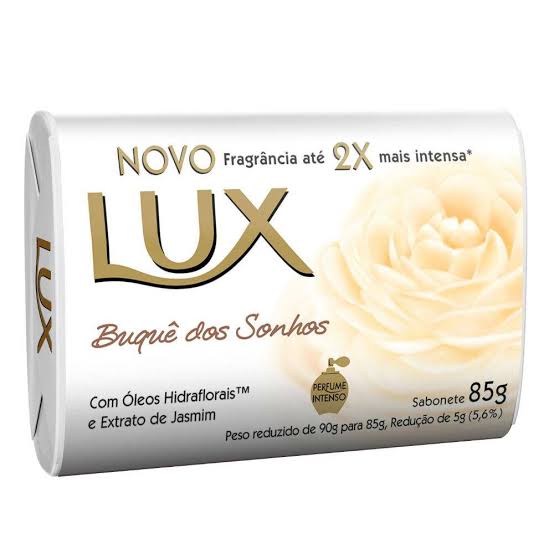 NOVO Fragrância até 2X mais intensa*
LUX
LUX
Buquê dos Sonhos
Com Óleos Hidraflorais™
e Extrato de Jasmim
PERFUME
INTENSO
Sabonete 85g
Peso reduzido de 90g para 85g, Redução de 5g (5,6%)